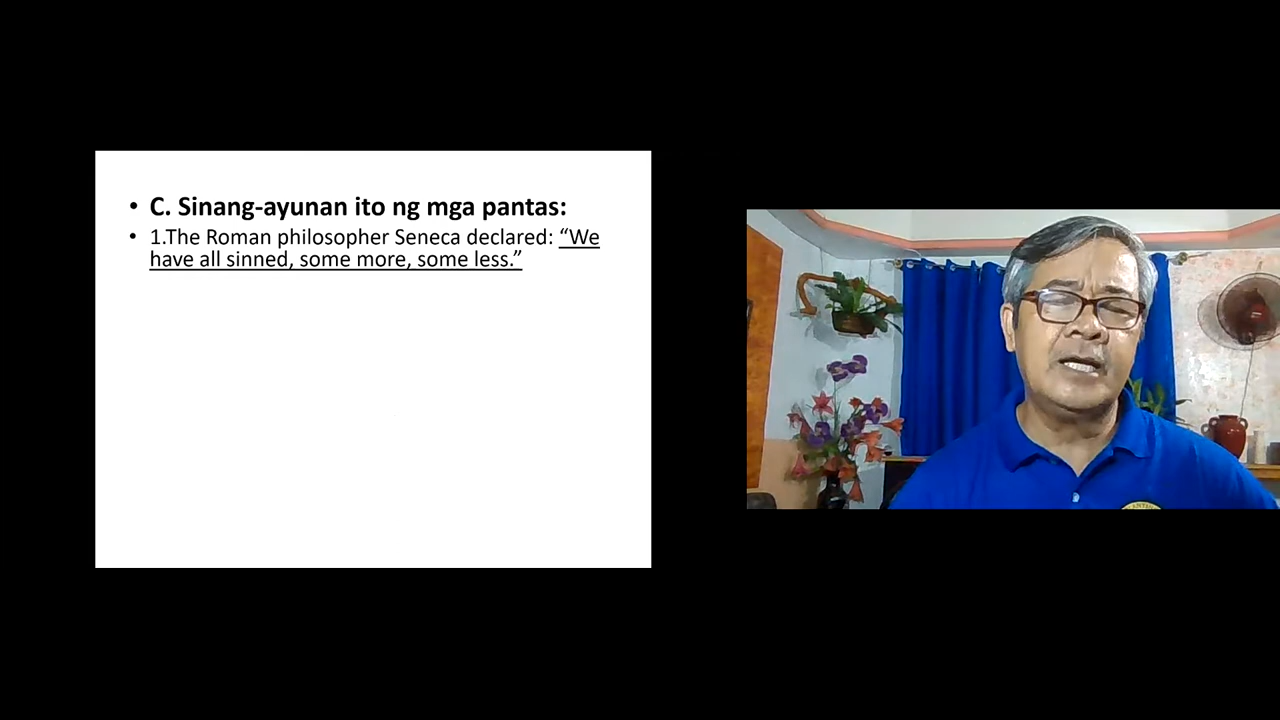 • C. Sinang-ayunan ito ng mga pantas:
• 1.The Roman philosopher Seneca declared: “We
have all sinned, some more, some less.”